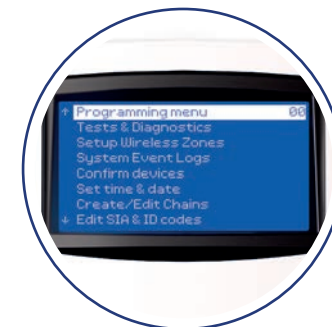 ↑ Programming menu 00
Tests & Diagnostics
Setup Wireless Zones
System Event Logs
Confirm devices
Set time & date
Create/Edit Chains
↓ Edit SIA & ID codes